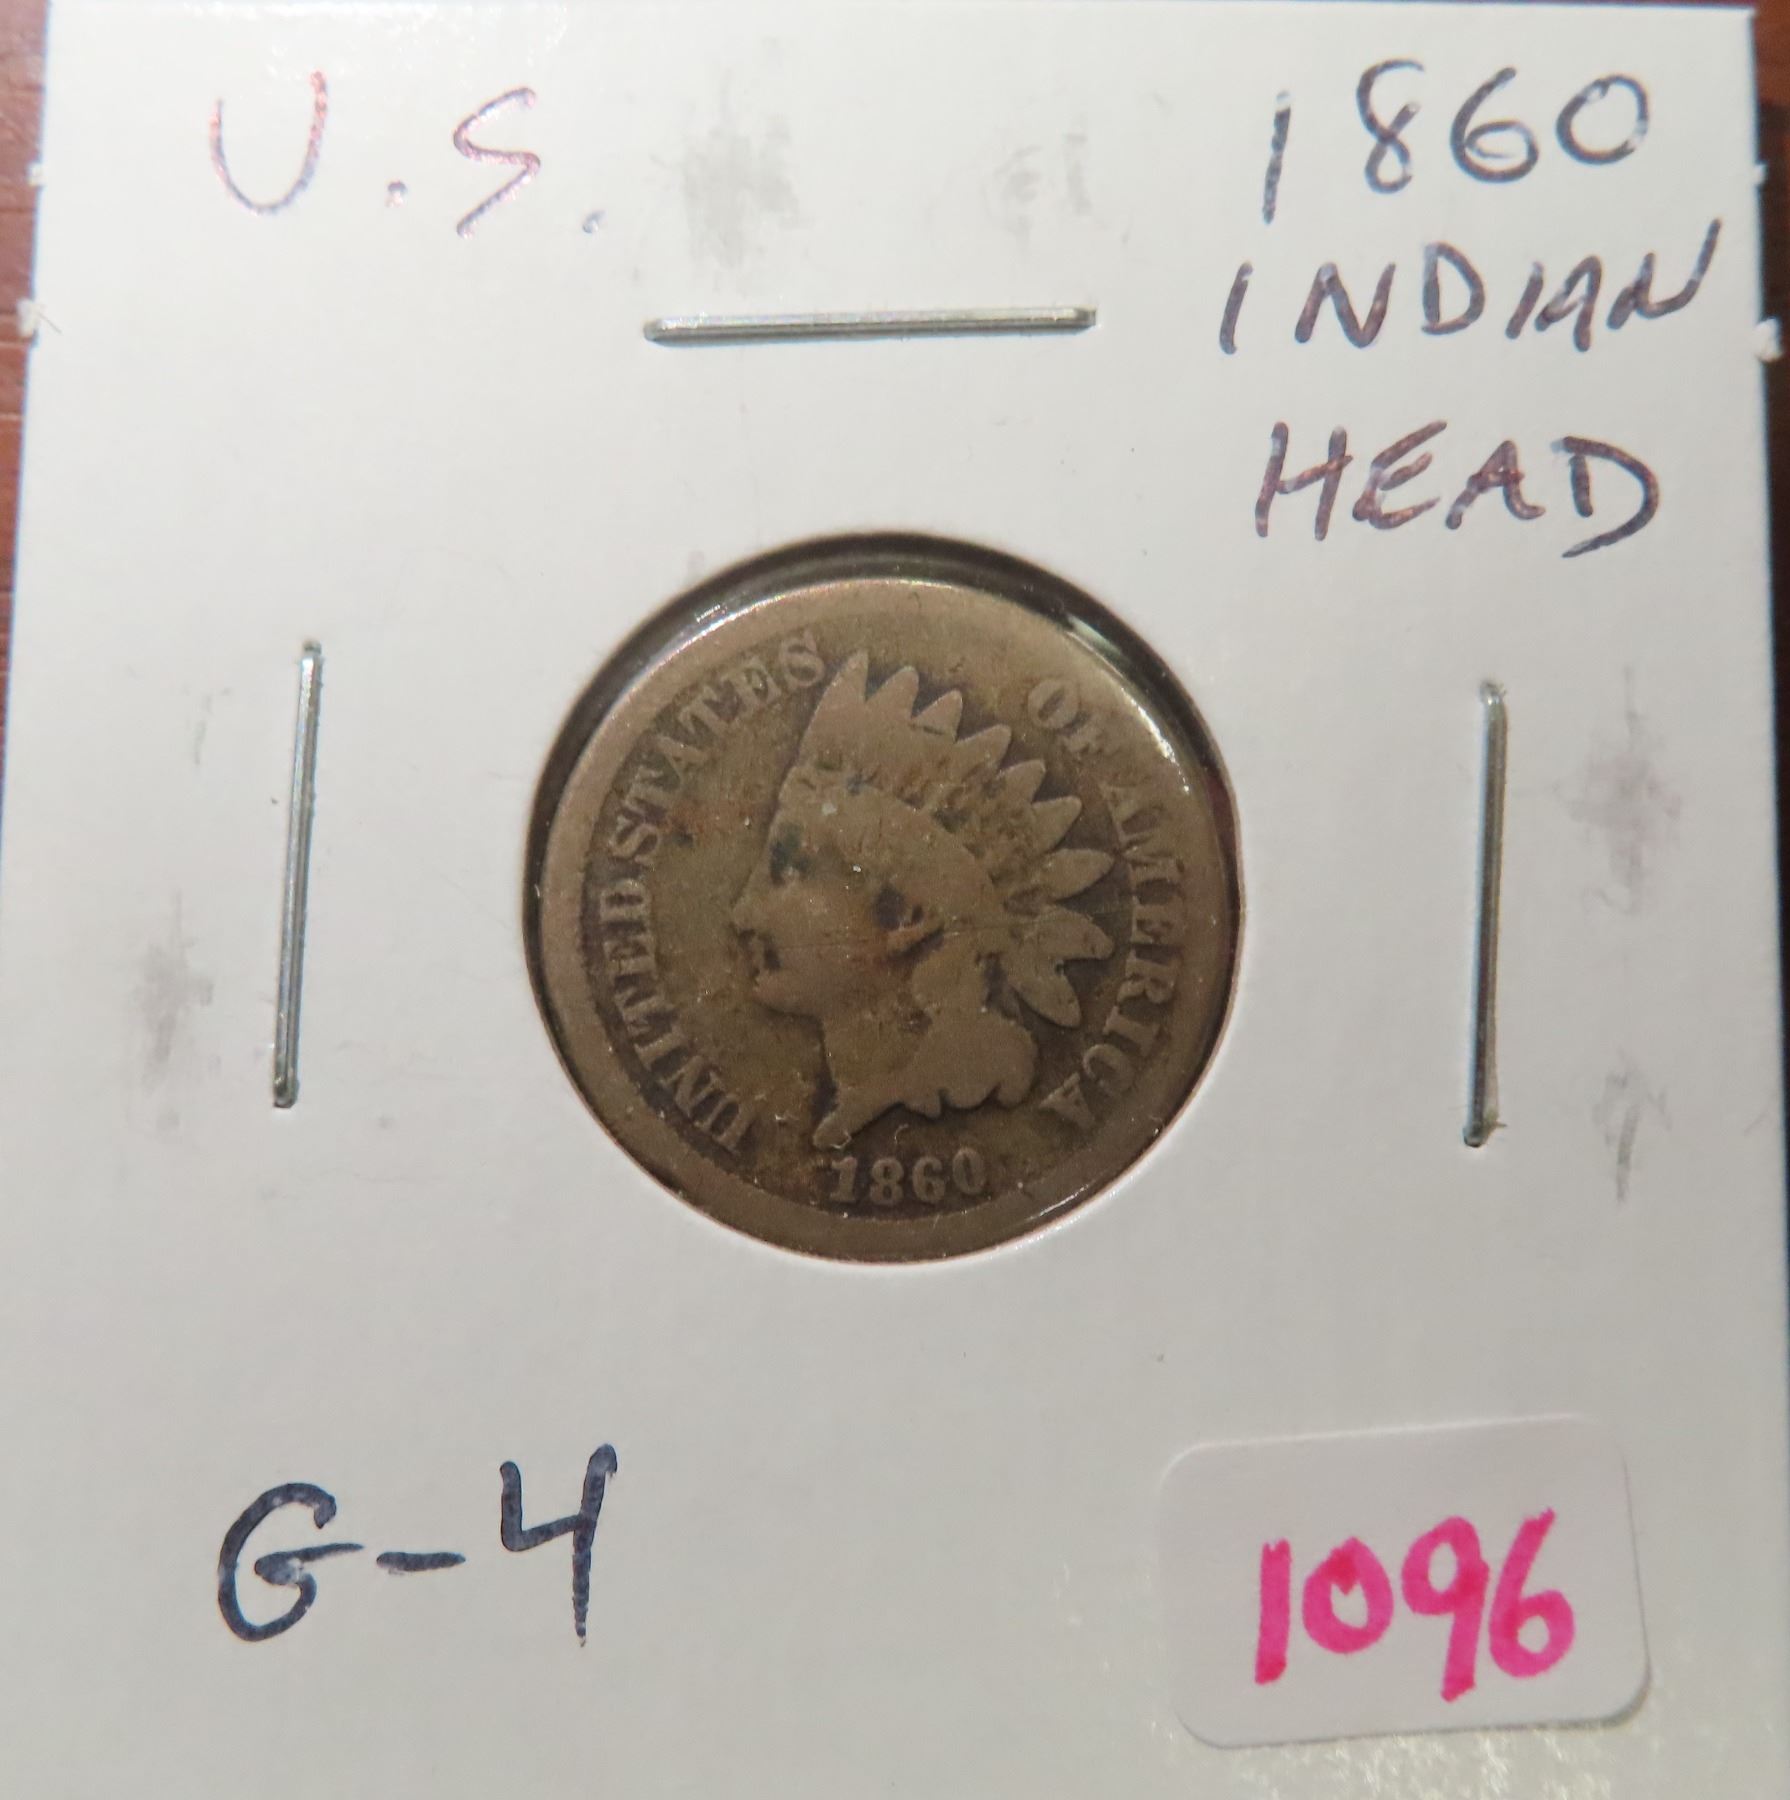 U.S.
1860
INDIAN
HEAD
UNITED STATES OF AMERICA
1860
G-4
1096